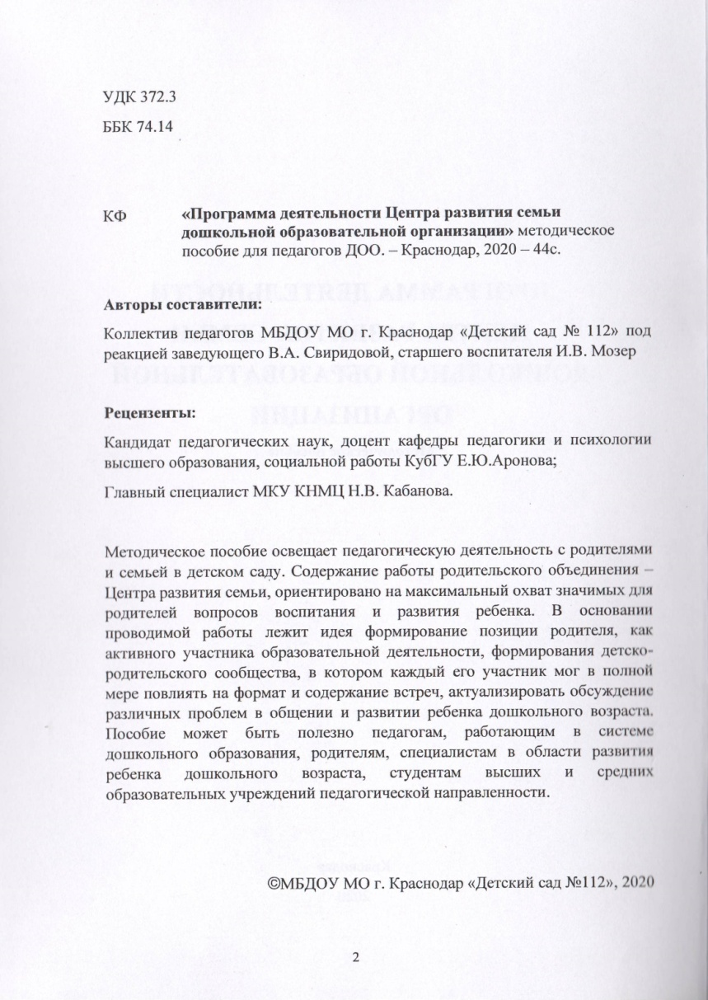 УДК 372.3
ББК 74.14
КФ «Программа деятельности Центра развития семьи
дошкольной образовательной организации» методическое
пособие для педагогов ДОО. – Краснодар, 2020 – 44с.
Авторы составители:
Коллектив педагогов МБДОУ МО г. Краснодар «Детский сад № 112» под
реакцией заведующего В.А. Свиридовой, старшего воспитателя И.В. Мозер
Рецензенты:
Кандидат педагогических наук, доцент кафедры педагогики и психологии
высшего образования, социальной работы КубГУ Е.Ю.Аронова;
Главный специалист МКУ КНМЦ Н.В. Кабанова.
Методическое пособие освещает педагогическую деятельность с родителями
и семьей в детском саду. Содержание работы родительского объединения –
Центра развития семьи, ориентировано на максимальный охват значимых для
родителей вопросов воспитания и развития ребенка. В основании
проводимой работы лежит идея формирование позиции родителя, как
активного участника образовательной деятельности, формирования детско-
родительского сообщества, в котором каждый его участник мог в полной
мере повлиять на формат и содержание встреч, актуализировать обсуждение
различных проблем в общении и развитии ребенка дошкольного возраста.
Пособие может быть полезно педагогам, работающим в системе
дошкольного образования, родителям, специалистам в области развития
ребенка дошкольного возраста, студентам высших и средних
образовательных учреждений педагогической направленности.
©МБДОУ МО г. Краснодар «Детский сад №112», 2020
2